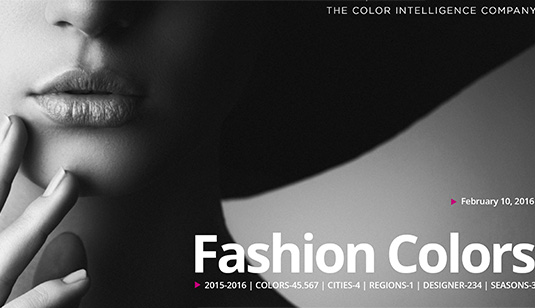 THE COLOR INTELLIGENCE COMPANY
February 10, 2016
Fashion Colors
2015-2016 | COLORS-45.567 | CITIES-4 | REGIONS-1 | DESIGNER-234 | SEASONS-3